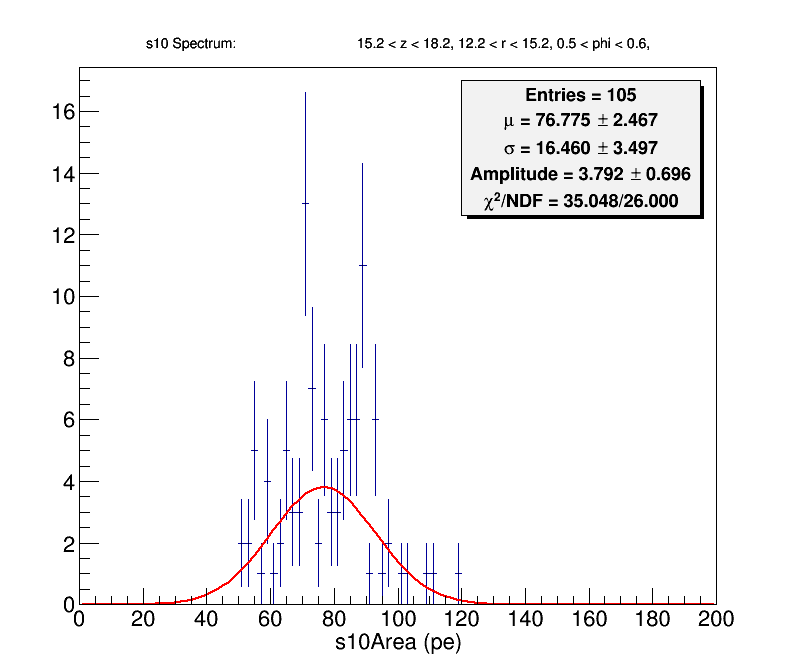 s10 Spectrum: 15.2 < z < 18.2, 12.2 < r < 15.2, 0.5 < phi < 0.6,
Entries = 105
μ = 76.775 ± 2.467
σ = 16.460 ± 3.497
Amplitude = 3.792 ± 0.696
χ²/NDF = 35.048/26.000
16
14
12
10
8
6
4
2
0
0 20 40 60 80 100 120 140 160 180 200
s10Area (pe)